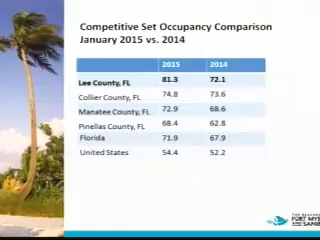 Competitive Set Occupancy Comparison
January 2015 vs. 2014
2015 2014
Lee County, FL 81.3 72.1
Collier County, FL 74.8 73.6
Manatee County, FL 72.9 68.6
Pinellas County, FL 68.4 62.8
Florida 71.9 67.9
United States 54.4 52.2
FORT MYE
SANIB